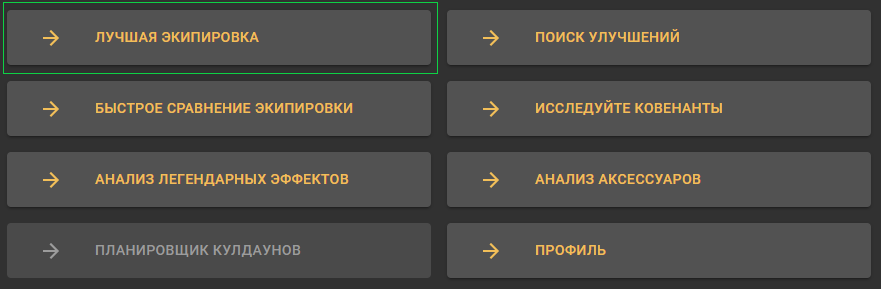 ЛУЧШАЯ ЭКИПИРОВКА
ПОИСК УЛУЧШЕНИЙ
БЫСТРОЕ СРАВНЕНИЕ ЭКИПИРОВКИ
ИССЛЕДУЙТЕ КОВЕНАНТЫ
АНАЛИЗ ЛЕГЕНДАРНЫХ ЭФФЕКТОВ
АНАЛИЗ АКСЕССУАРОВ
ПЛАНИРОВЩИК КУЛДАУНОВ
ПРОФИЛЬ